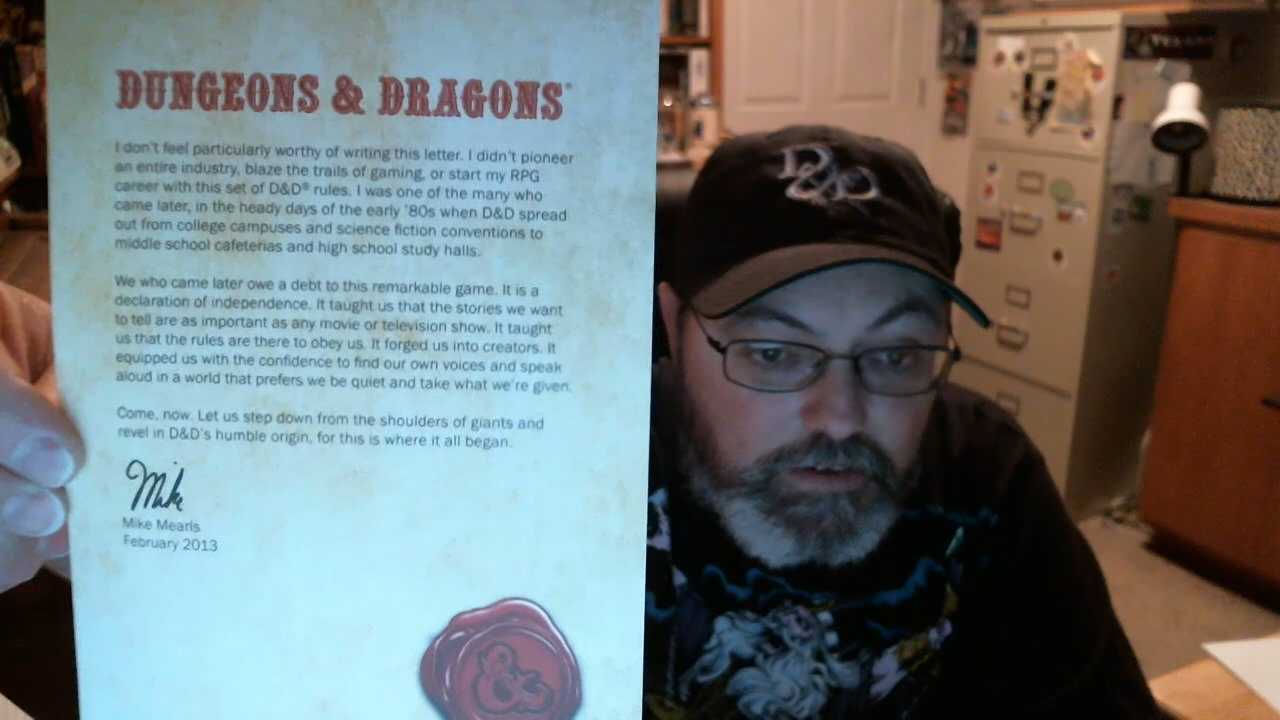 DUNGEONS & DRAGONS
I don't feel particularly worthy of writing this letter. I didn't pioneer
an entire industry, blaze the trails of gaming, or start my RPG
career with this set of D&D® rules. I was one of the many who
came later, in the heady days of the early '80s when D&D spread
out from college campuses and science fiction conventions to
middle school cafeterias and high school study halls.
We who came later owe a debt to this remarkable game. It is a
declaration of independence. It taught us that the stories we want
to tell are as important as any movie or television show. It taught
us that the rules are there to obey us. It forged us into creators. It
equipped us with the confidence to find our own voices and speak
aloud in a world that prefers we be quiet and take what we're given.
Come, now. Let us step down from the shoulders of giants and
revel in D&D's humble origin, for this is where it all began.
Mike
Mike Mearls
February 2013
&
D&D